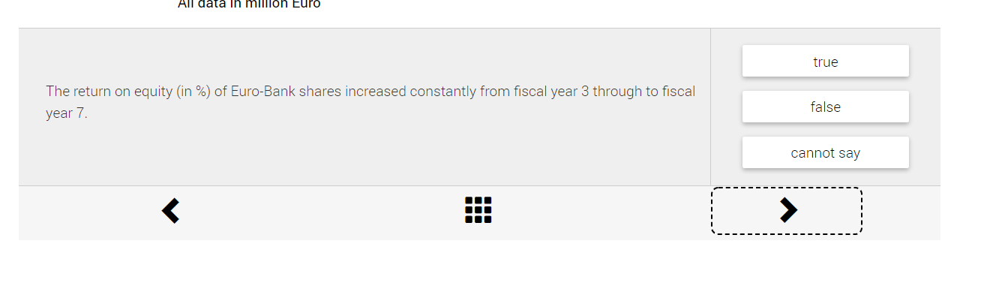 All data in million Euro
The return on equity (in %) of Euro-Bank shares increased constantly from fiscal year 3 through to fiscal
year 7.
true
false
cannot say